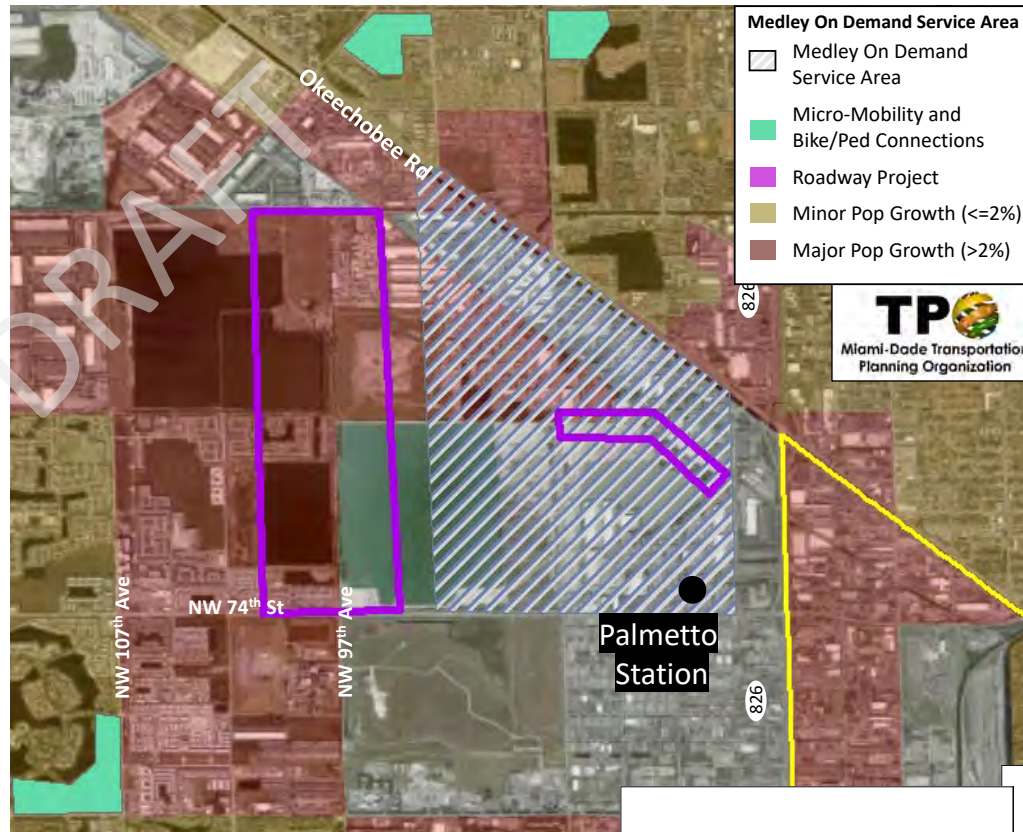 Medley On Demand Service Area
Medley On Demand
Service Area
Micro-Mobility and
Bike/Ped Connections
Roadway Project
Minor Pop Growth (<=2%)
Major Pop Growth (>2%)
TPO
Miami-Dade Transportation
Planning Organization
Okeechobee Rd
DRAFT
826
NW 74th St
NW 107th Ave
NW 97th Ave
Palmetto
Station
826